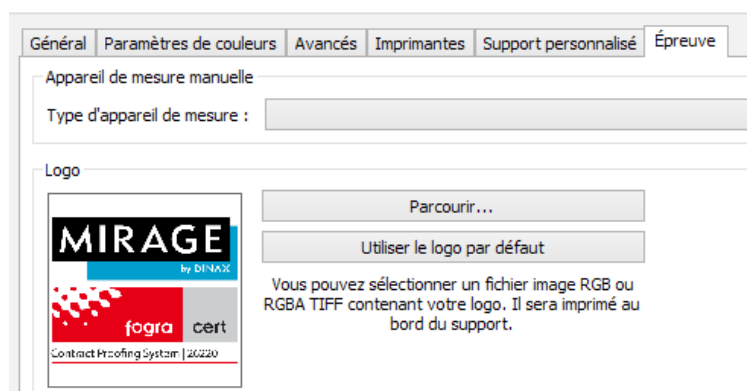 Général Paramètres de couleurs Avancés Imprimantes Support personnalisé Épreuve
Appareil de mesure manuelle
Type d'appareil de mesure :
Logo
MIRAGE
by DINAX
fogra cert
Contract Proofing System | 26220
Parcourir...
Utiliser le logo par défaut
Vous pouvez sélectionner un fichier image RGB ou
RGBA TIFF contenant votre logo. Il sera imprimé au
bord du support.